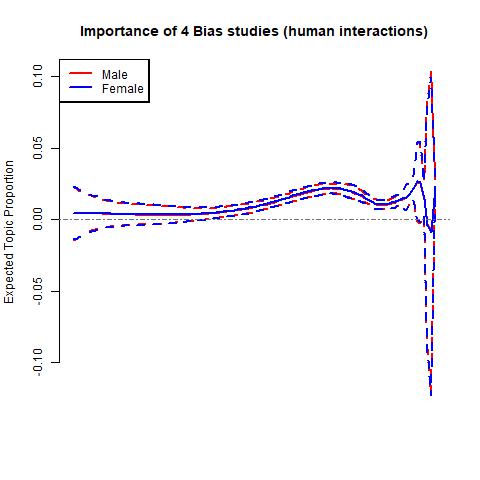 Importance of 4 Bias studies (human interactions)
Male
Female
Expected Topic Proportion
0.10
0.05
0.00
-0.05
-0.10